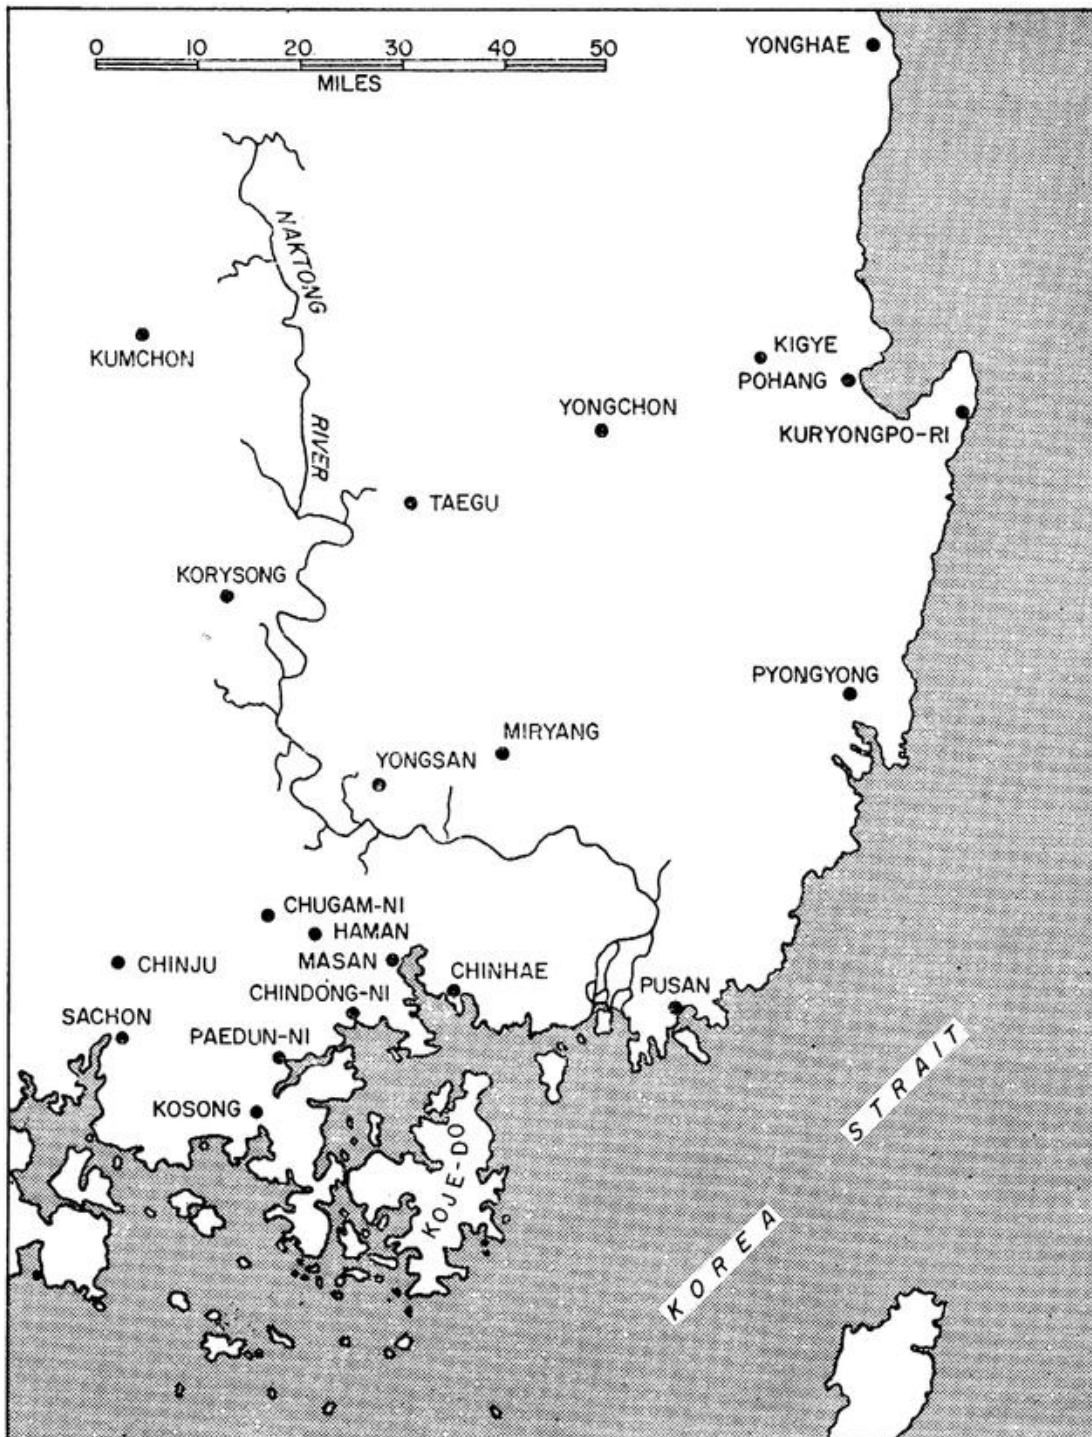 0 10 20 30 40 50
MILES
YONGHAE
NAKTONG
RIVER
KUMCHON
KIGYE
POHANG
YONGCHON
KURYONGPO-RI
TAEGU
KORYSONG
PYONGYONG
MIRYANG
YONGSAN
CHUGAM-NI
HAMAN
CHINJU
MASAN
CHINHAE
CHINDONG-NI
PUSAN
SACHON
PAEDUN-NI
KOSONG
KOJE-DO
KOREA
STRAIT